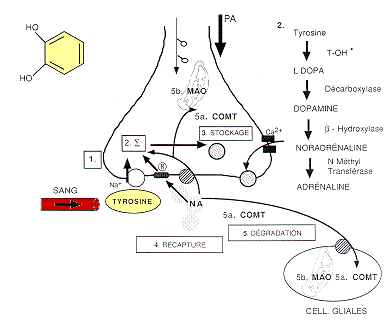 HO
HO
PA
2.
Tyrosine
T-OH *
L DOPA
Décarboxylase
DOPAMINE
β - Hydroxylase
NORADRÉNALINE
N Méthyl
Transférase
ADRÉNALINE
5b. MAO
5a. COMT
3. STOCKAGE
Ca2+
2. Σ
1.
R
Na+
SANG
TYROSINE
NA
5a. COMT
5. DÉGRADATION
4. RECAPTURE
5b. MAO 5a. COMT
CELL. GLIALES